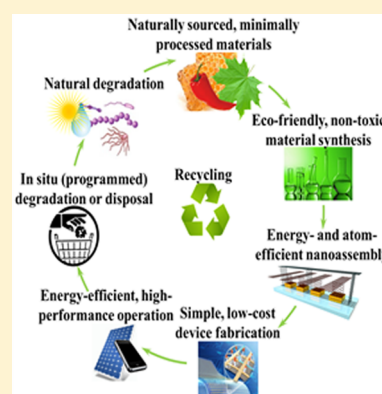 Naturally sourced, minimally
processed materials
Eco-friendly, non-toxic
material synthesis
Energy- and atom-
efficient nanoassembly
Simple, low-cost
device fabrication
Energy-efficient, high-
performance operation
In situ (programmed)
degradation or disposal
Natural degradation
Recycling